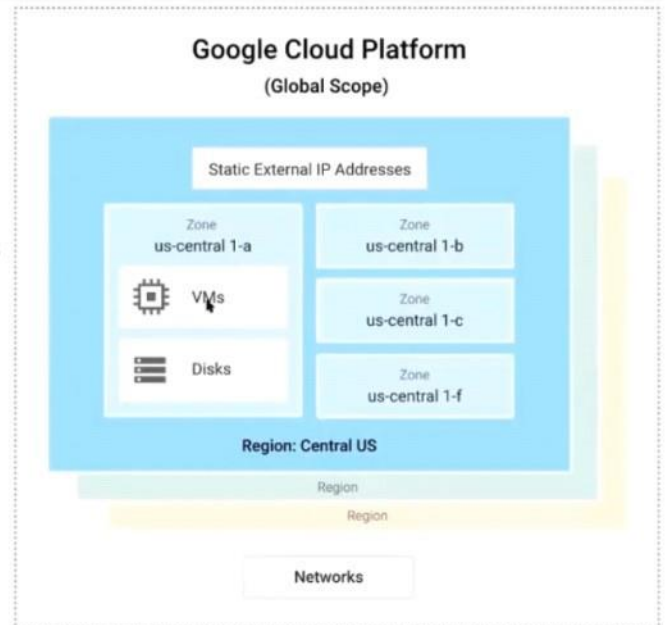 Google Cloud Platform
(Global Scope)
Static External IP Addresses
Zone
us-central 1-a
VMs
Disks
Zone
us-central 1-b
Zone
us-central 1-c
Zone
us-central 1-f
Region: Central US
Region
Region
Networks